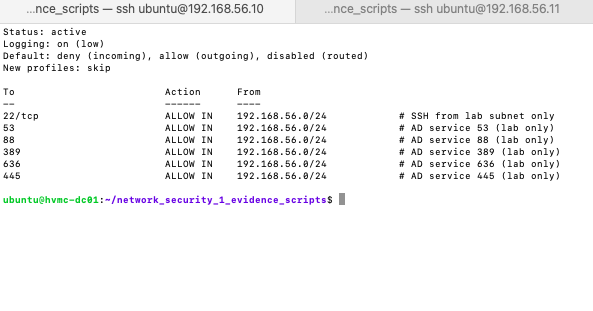 ...nce_scripts — ssh ubuntu@192.168.56.10 ...nce_scripts — ssh ubuntu@192.168.56.11
Status: active
Logging: on (low)
Default: deny (incoming), allow (outgoing), disabled (routed)
New profiles: skip
To Action From
-- ------ ----
22/tcp ALLOW IN 192.168.56.0/24 # SSH from lab subnet only
53 ALLOW IN 192.168.56.0/24 # AD service 53 (lab only)
88 ALLOW IN 192.168.56.0/24 # AD service 88 (lab only)
389 ALLOW IN 192.168.56.0/24 # AD service 389 (lab only)
636 ALLOW IN 192.168.56.0/24 # AD service 636 (lab only)
445 ALLOW IN 192.168.56.0/24 # AD service 445 (lab only)
ubuntu@hvmc-dc01:~/network_security_1_evidence_scripts$